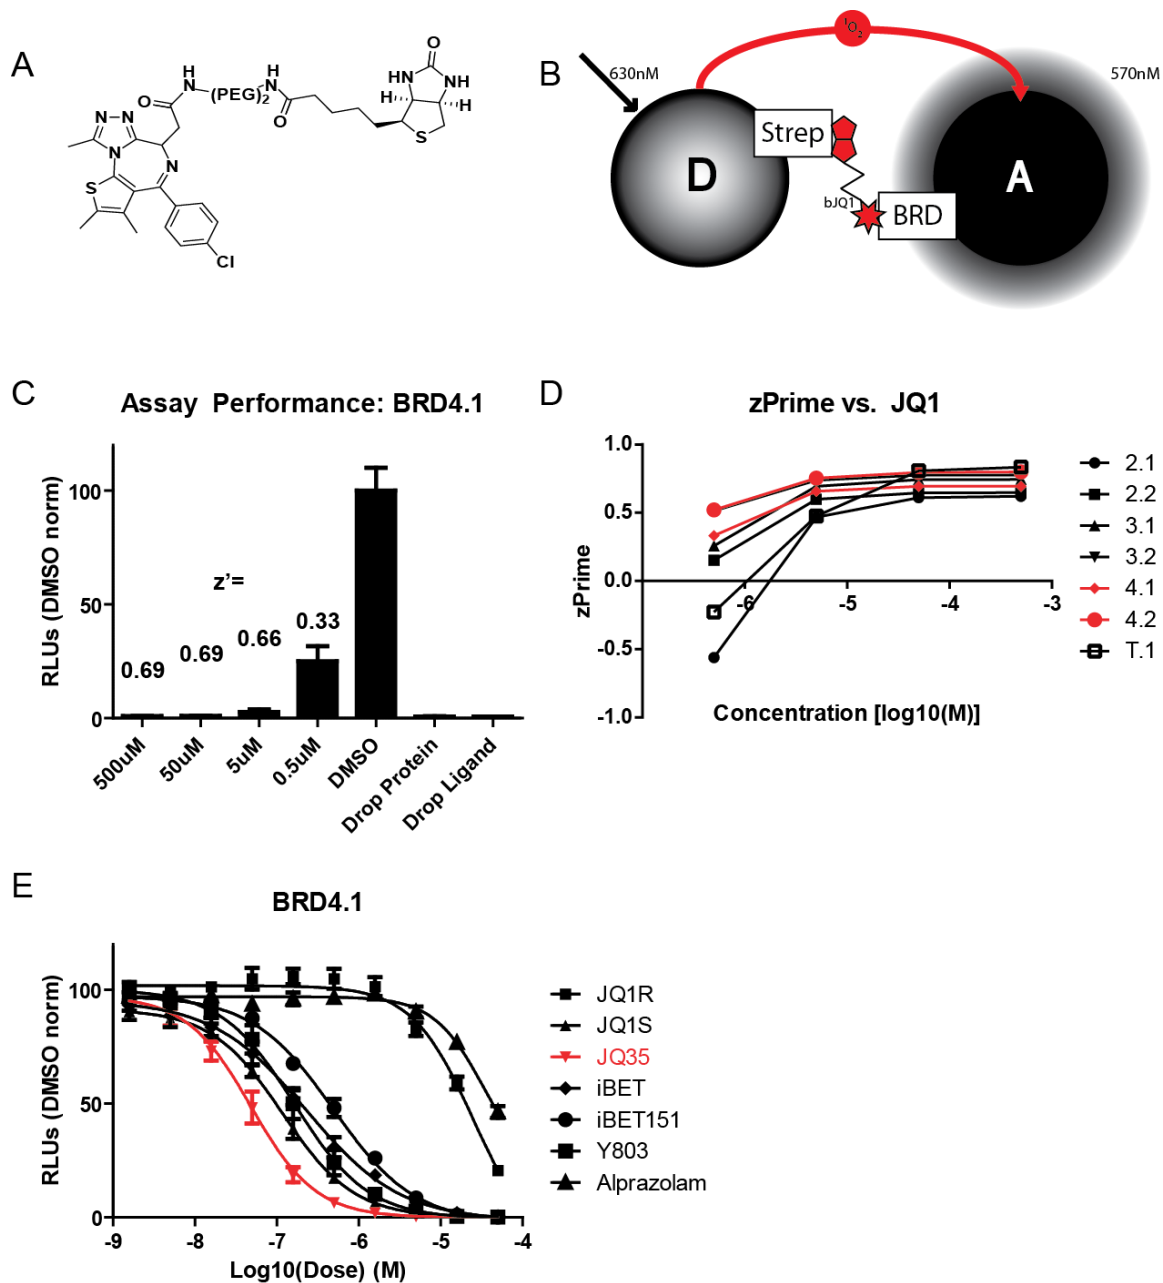 A
H
N
(PEG)₂
H
N
O
O
O
HN
NH
H
H
S
N
N
N
N
S
Cl
B
630nM
¹O₂
570nM
Strep
D
A
bJQ1
BRD
C
Assay Performance: BRD4.1
RLUs (DMSO norm)
100
50
0
z’=
0.69
0.69
0.66
0.33
500uM
50uM
5uM
0.5uM
DMSO
Drop Protein
Drop Ligand
D
zPrime vs. JQ1
zPrime
1.0
0.5
0.0
-0.5
-1.0
-6
-5
-4
-3
Concentration [log10(M)]
2.1
2.2
3.1
3.2
4.1
4.2
T.1
E
BRD4.1
RLUs (DMSO norm)
100
50
0
-9
-8
-7
-6
-5
-4
Log10(Dose) (M)
JQ1R
JQ1S
JQ35
iBET
iBET151
Y803
Alprazolam